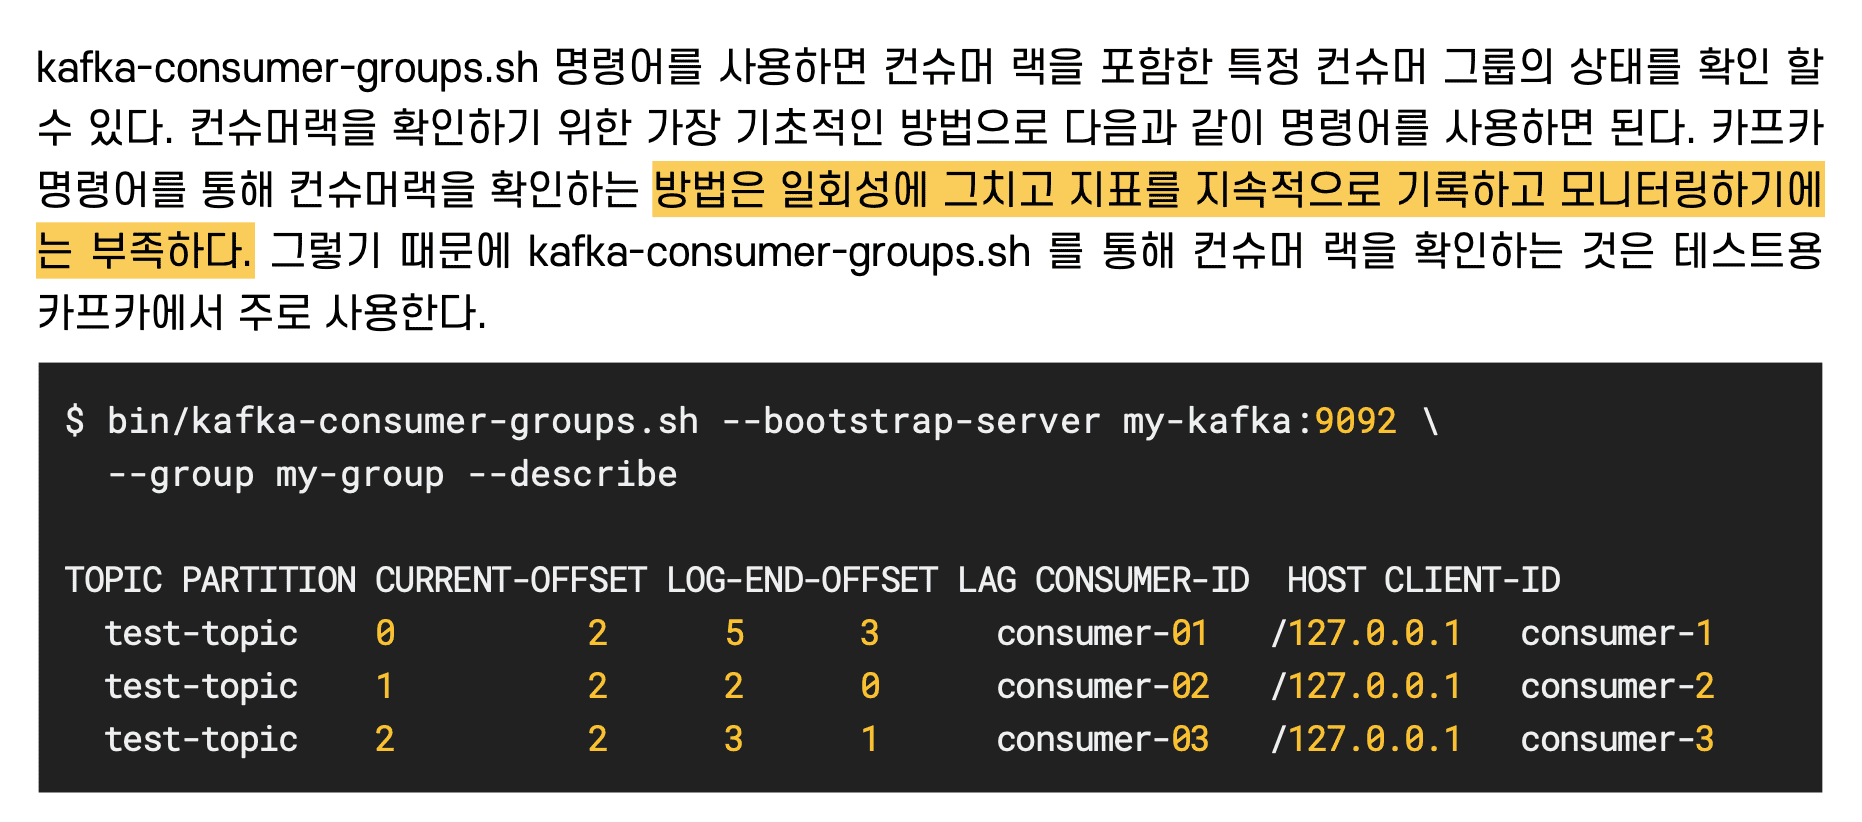 kafka-consumer-groups.sh 명령어를 사용하면 컨슈머 랙을 포함한 특정 컨슈머 그룹의 상태를 확인 할
수 있다. 컨슈머랙을 확인하기 위한 가장 기초적인 방법으로 다음과 같이 명령어를 사용하면 된다. 카프카
명령어를 통해 컨슈머랙을 확인하는 방법은 일회성에 그치고 지표를 지속적으로 기록하고 모니터링하기에
는 부족하다. 그렇기 때문에 kafka-consumer-groups.sh 를 통해 컨슈머 랙을 확인하는 것은 테스트용
카프카에서 주로 사용한다.
$ bin/kafka-consumer-groups.sh --bootstrap-server my-kafka:9092 \
--group my-group --describe
TOPIC PARTITION CURRENT-OFFSET LOG-END-OFFSET LAG CONSUMER-ID HOST CLIENT-ID
test-topic 0 2 5 3 consumer-01 /127.0.0.1 consumer-1
test-topic 1 2 2 0 consumer-02 /127.0.0.1 consumer-2
test-topic 2 2 3 1 consumer-03 /127.0.0.1 consumer-3